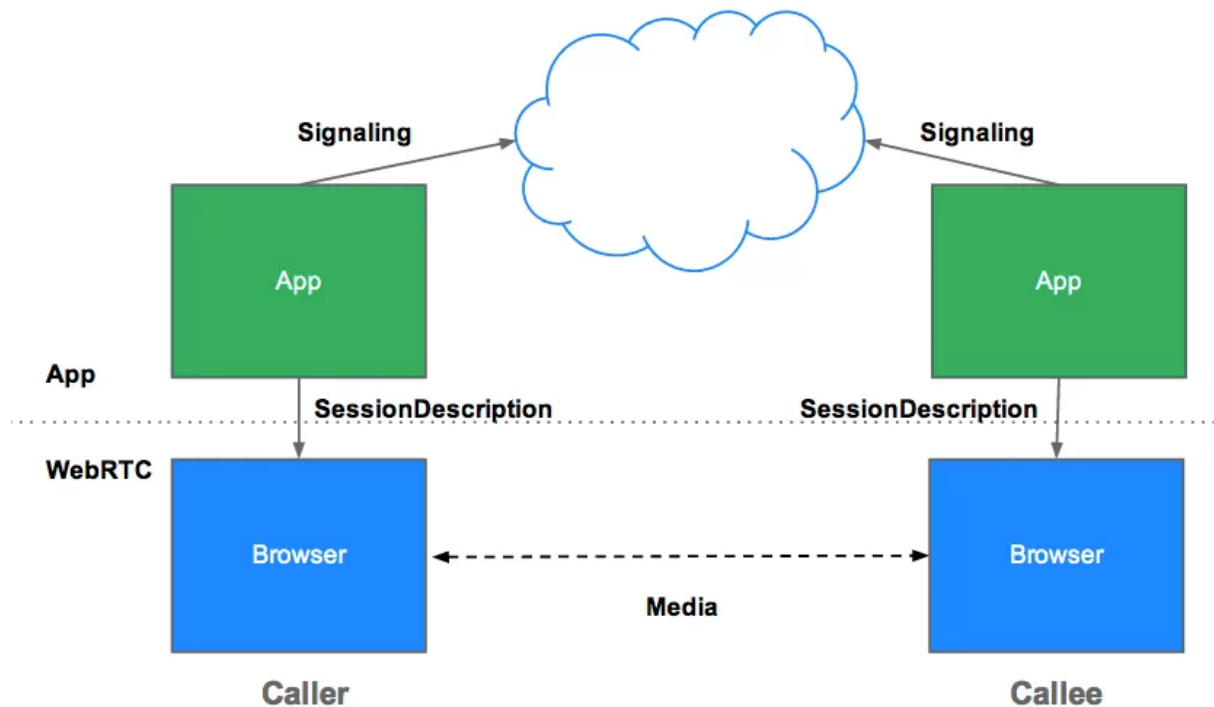 Signaling
Signaling
App
App
App
SessionDescription
SessionDescription
WebRTC
Browser
Browser
Media
Caller
Callee